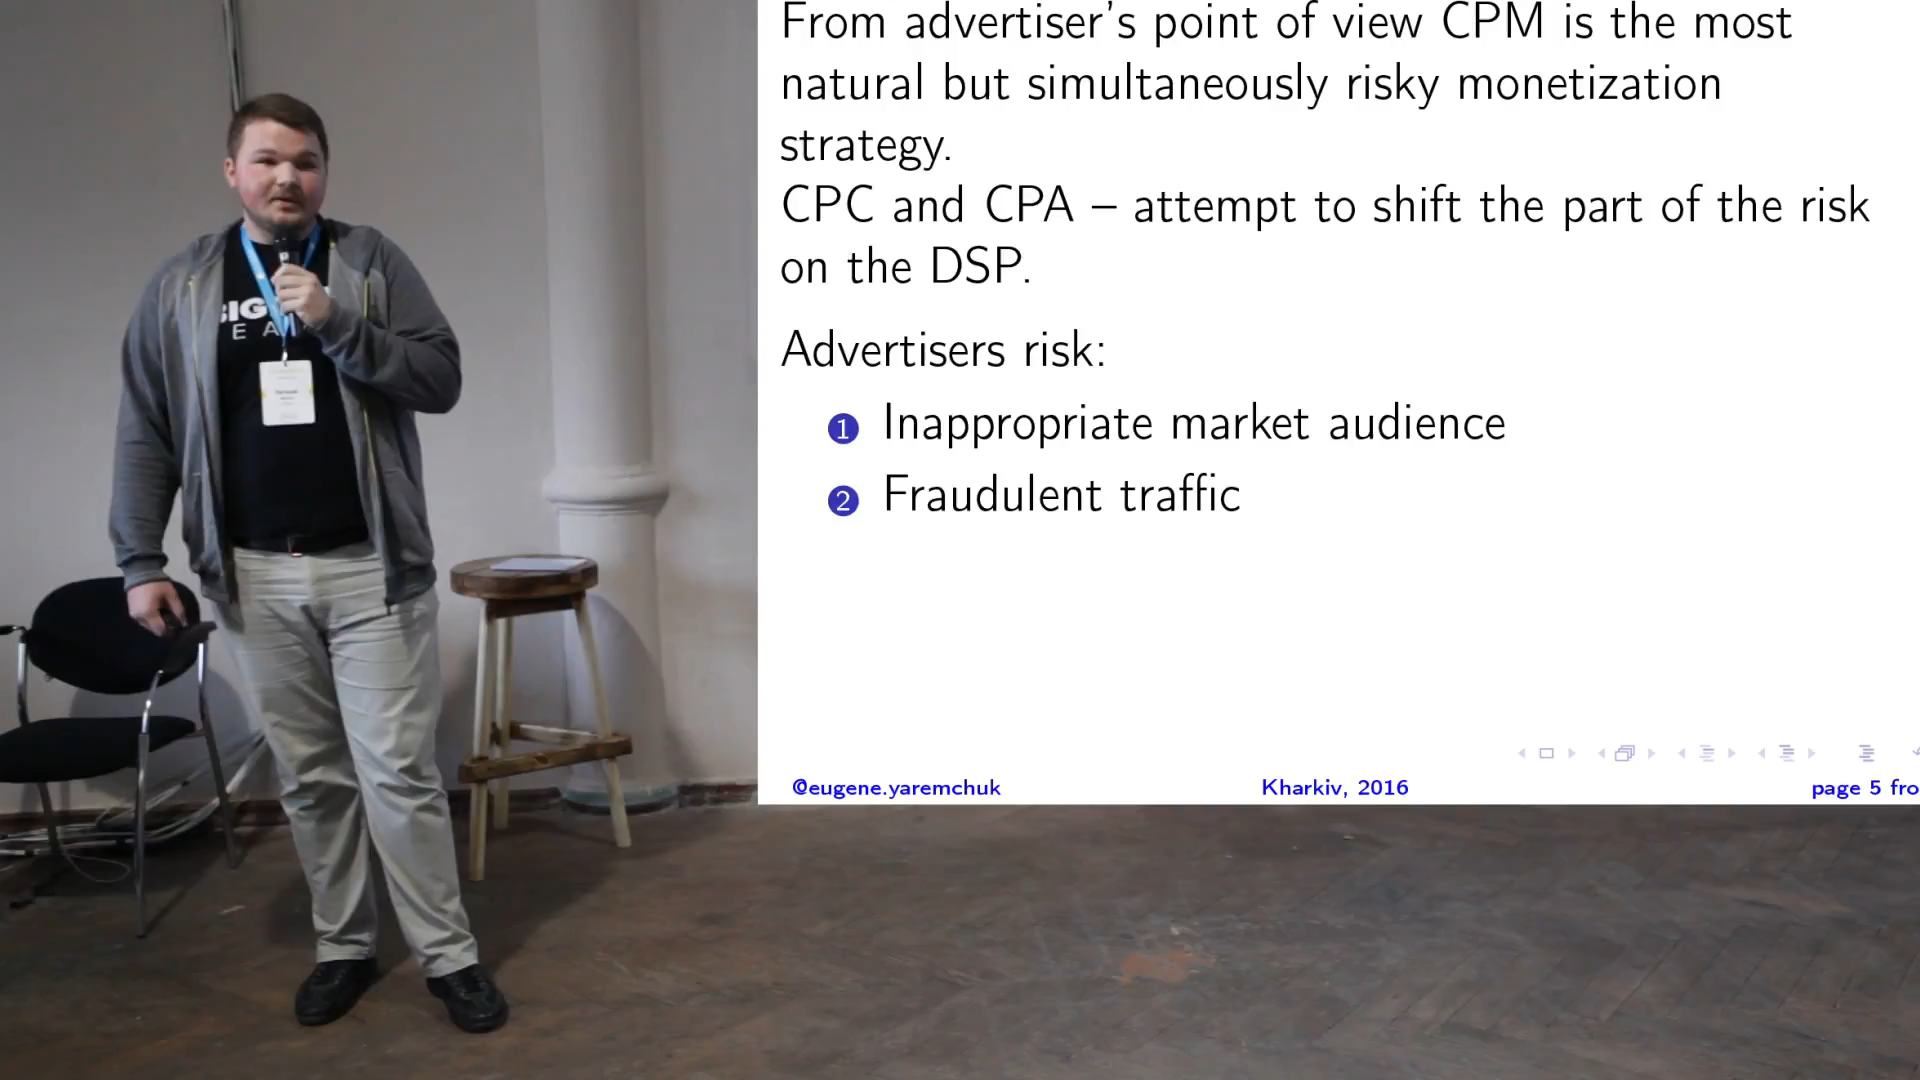 From advertiser's point of view CPM is the most
natural but simultaneously risky monetization
strategy.
CPC and CPA – attempt to shift the part of the risk
on the DSP.
Advertisers risk:
1 Inappropriate market audience
2 Fraudulent traffic
@eugene.yaremchuk
Kharkiv, 2016
page 5